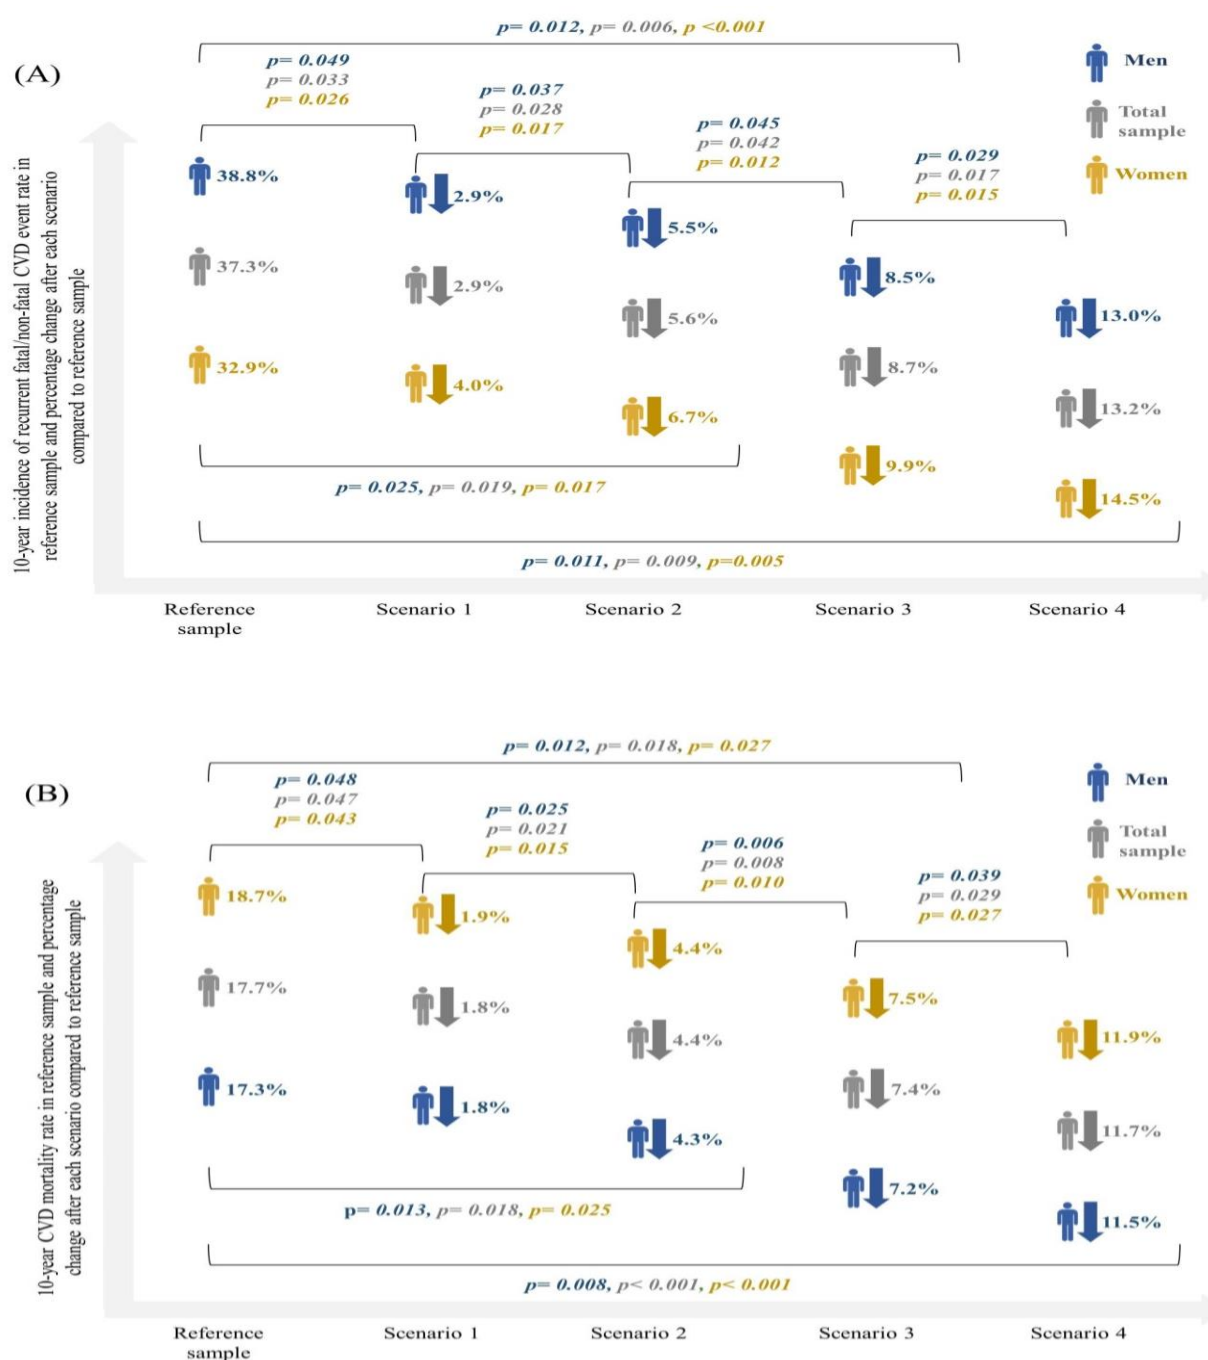 p= 0.012, p= 0.006, p <0.001
(A)
Men
Total
sample
Women
p= 0.049
p= 0.033
p= 0.026
p= 0.037
p= 0.028
p= 0.017
p= 0.045
p= 0.042
p= 0.012
p= 0.029
p= 0.017
p= 0.015
10-year incidence of recurrent fatal/non-fatal CVD event rate in
reference sample and percentage change after each scenario
compared to reference sample
38.8%
2.9%
5.5%
8.5%
13.0%
37.3%
2.9%
5.6%
8.7%
13.2%
32.9%
4.0%
6.7%
9.9%
14.5%
p= 0.025, p= 0.019, p= 0.017
p= 0.011, p= 0.009, p=0.005
Reference
sample
Scenario 1
Scenario 2
Scenario 3
Scenario 4
p= 0.012, p= 0.018, p= 0.027
(B)
Men
Total
sample
Women
p= 0.048
p= 0.047
p= 0.043
p= 0.025
p= 0.021
p= 0.015
p= 0.006
p= 0.008
p= 0.010
p= 0.039
p= 0.029
p= 0.027
10-year CVD mortality rate in reference sample and percentage
change after each scenario compared to reference sample
18.7%
1.9%
4.4%
7.5%
11.9%
17.7%
1.8%
4.4%
7.4%
11.7%
17.3%
1.8%
4.3%
7.2%
11.5%
p= 0.013, p= 0.018, p= 0.025
p= 0.008, p< 0.001, p< 0.001
Reference
sample
Scenario 1
Scenario 2
Scenario 3
Scenario 4